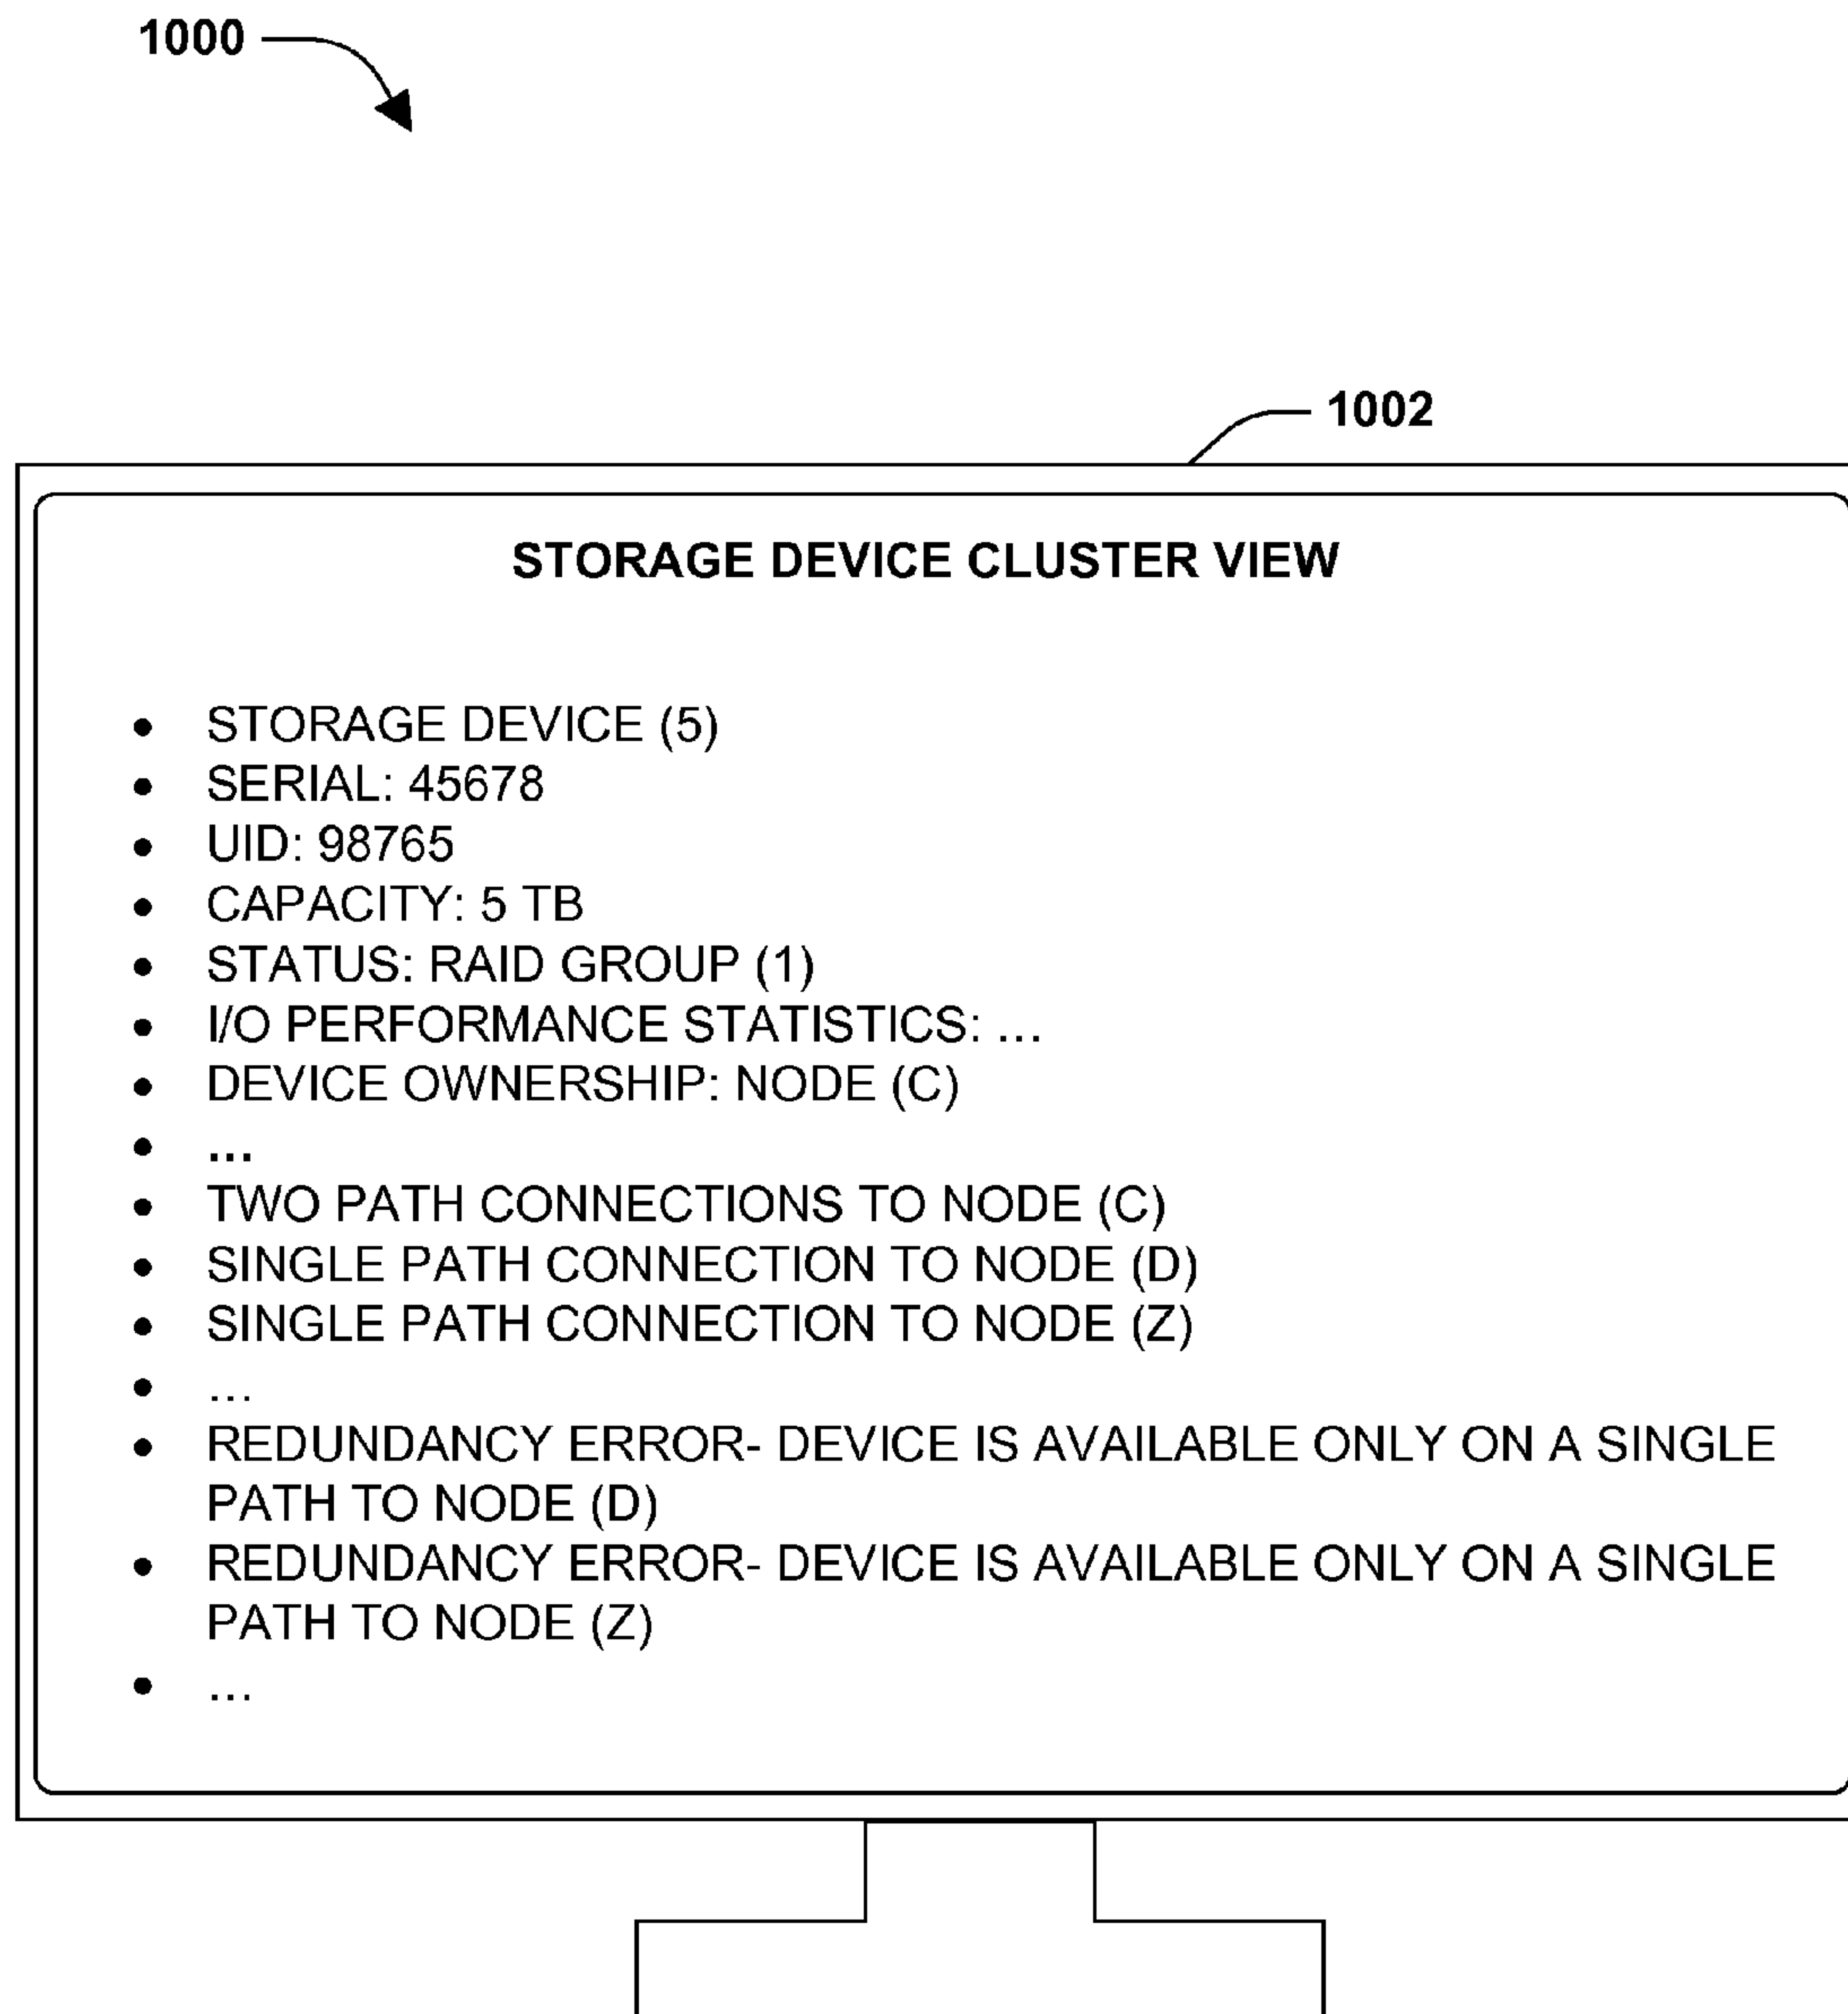 1000
1002
STORAGE DEVICE CLUSTER VIEW
• STORAGE DEVICE (5)
• SERIAL: 45678
• UID: 98765
• CAPACITY: 5 TB
• STATUS: RAID GROUP (1)
• I/O PERFORMANCE STATISTICS: ...
• DEVICE OWNERSHIP: NODE (C)
• ...
• TWO PATH CONNECTIONS TO NODE (C)
• SINGLE PATH CONNECTION TO NODE (D)
• SINGLE PATH CONNECTION TO NODE (Z)
• ...
• REDUNDANCY ERROR- DEVICE IS AVAILABLE ONLY ON A SINGLE
PATH TO NODE (D)
• REDUNDANCY ERROR- DEVICE IS AVAILABLE ONLY ON A SINGLE
PATH TO NODE (Z)
• ...